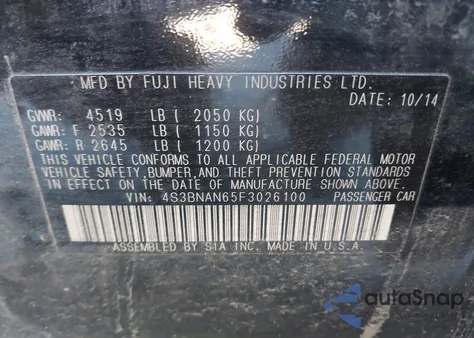 MFD BY FUJI HEAVY INDUSTRIES LTD.
DATE: 10/14
GVWR: 4519 LB ( 2050 KG)
GAWR: F 2535 LB ( 1150 KG)
GAWR: R 2645 LB ( 1200 KG)
THIS VEHICLE CONFORMS TO ALL APPLICABLE FEDERAL MOTOR
VEHICLE SAFETY, BUMPER, AND THEFT PREVENTION STANDARDS
IN EFFECT ON THE DATE OF MANUFACTURE SHOWN ABOVE.
VIN: 4S3BNAN65F3026100 PASSENGER CAR
ASSEMBLED BY SIA INC. MADE IN U.S.A.
autoSnap